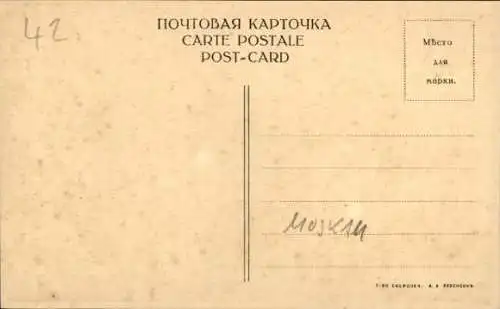 42
ПОЧТОВАЯ КАРТОЧКА
CARTE POSTALE
POST-CARD
Мѣсто
для
марки.